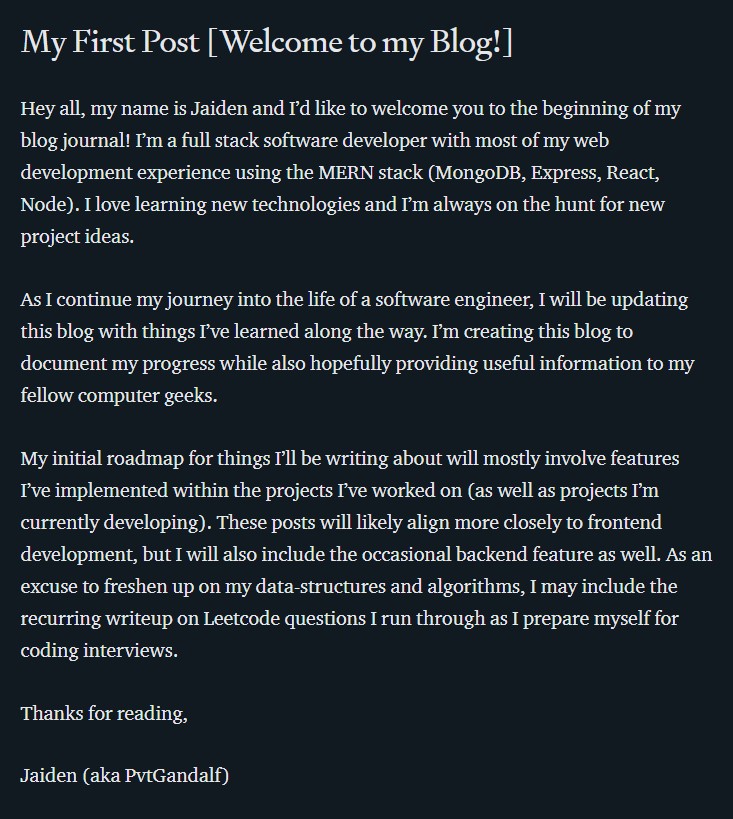 My First Post [Welcome to my Blog!]
Hey all, my name is Jaiden and I’d like to welcome you to the beginning of my
blog journal! I’m a full stack software developer with most of my web
development experience using the MERN stack (MongoDB, Express, React,
Node). I love learning new technologies and I’m always on the hunt for new
project ideas.
As I continue my journey into the life of a software engineer, I will be updating
this blog with things I’ve learned along the way. I’m creating this blog to
document my progress while also hopefully providing useful information to my
fellow computer geeks.
My initial roadmap for things I’ll be writing about will mostly involve features
I’ve implemented within the projects I’ve worked on (as well as projects I’m
currently developing). These posts will likely align more closely to frontend
development, but I will also include the occasional backend feature as well. As an
excuse to freshen up on my data-structures and algorithms, I may include the
recurring writeup on Leetcode questions I run through as I prepare myself for
coding interviews.
Thanks for reading,
Jaiden (aka PvtGandalf)